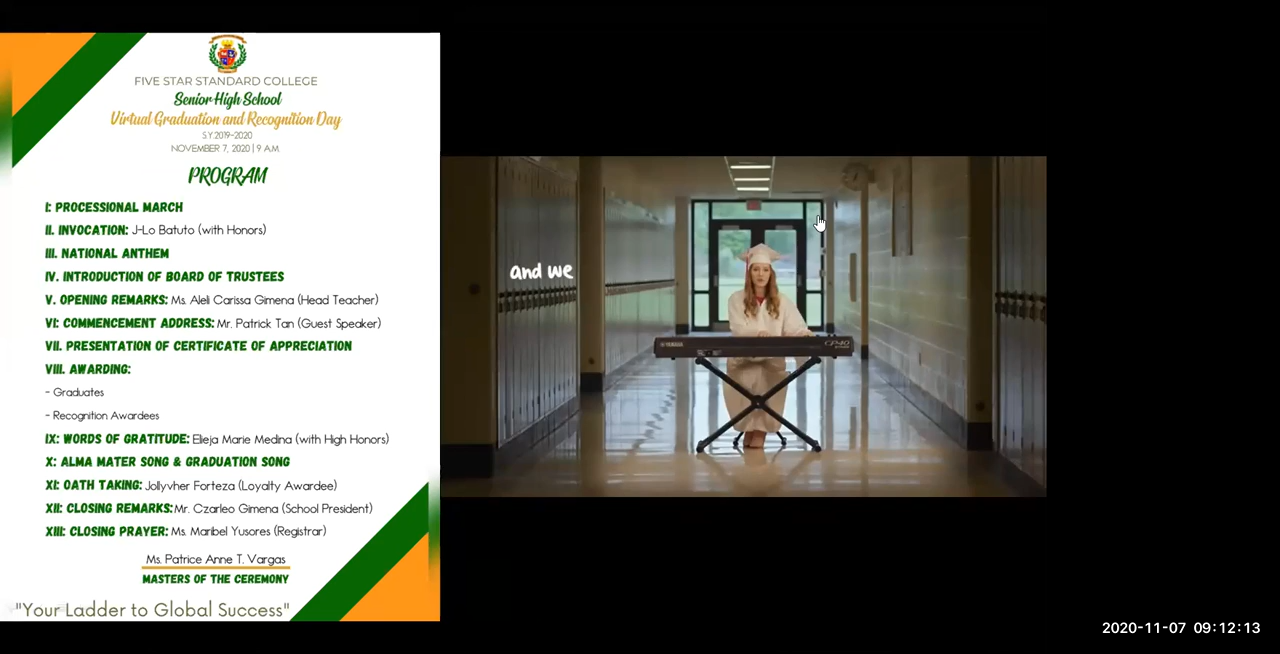 FIVE STAR STANDARD COLLEGE
Senior High School
Virtual Graduation and Recognition Day
S.Y.2019-2020
NOVEMBER 7, 2020 | 9 A.M
PROGRAM
I: PROCESSIONAL MARCH
II. INVOCATION: J-Lo Batuto (with Honors)
III. NATIONAL ANTHEM
IV. INTRODUCTION OF BOARD OF TRUSTEES
V. OPENING REMARKS: Ms. Aleli Carissa Gimena (Head Teacher)
VI: COMMENCEMENT ADDRESS: Mr. Patrick Tan (Guest Speaker)
VII. PRESENTATION OF CERTIFICATE OF APPRECIATION
VIII. AWARDING:
- Graduates
- Recognition Awardees
IX: WORDS OF GRATITUDE: Elieja Marie Medina (with High Honors)
X: ALMA MATER SONG & GRADUATION SONG
XI: OATH TAKING: Jollyvher Forteza (Loyalty Awardee)
XII: CLOSING REMARKS: Mr. Czarleo Gimena (School President)
XIII: CLOSING PRAYER: Ms. Maribel Yusores (Registrar)
Ms. Patrice Anne T. Vargas
MASTERS OF THE CEREMONY
"Your Ladder to Global Success"
and we
YAMAHA
CP40
2020-11-07 09:12:13